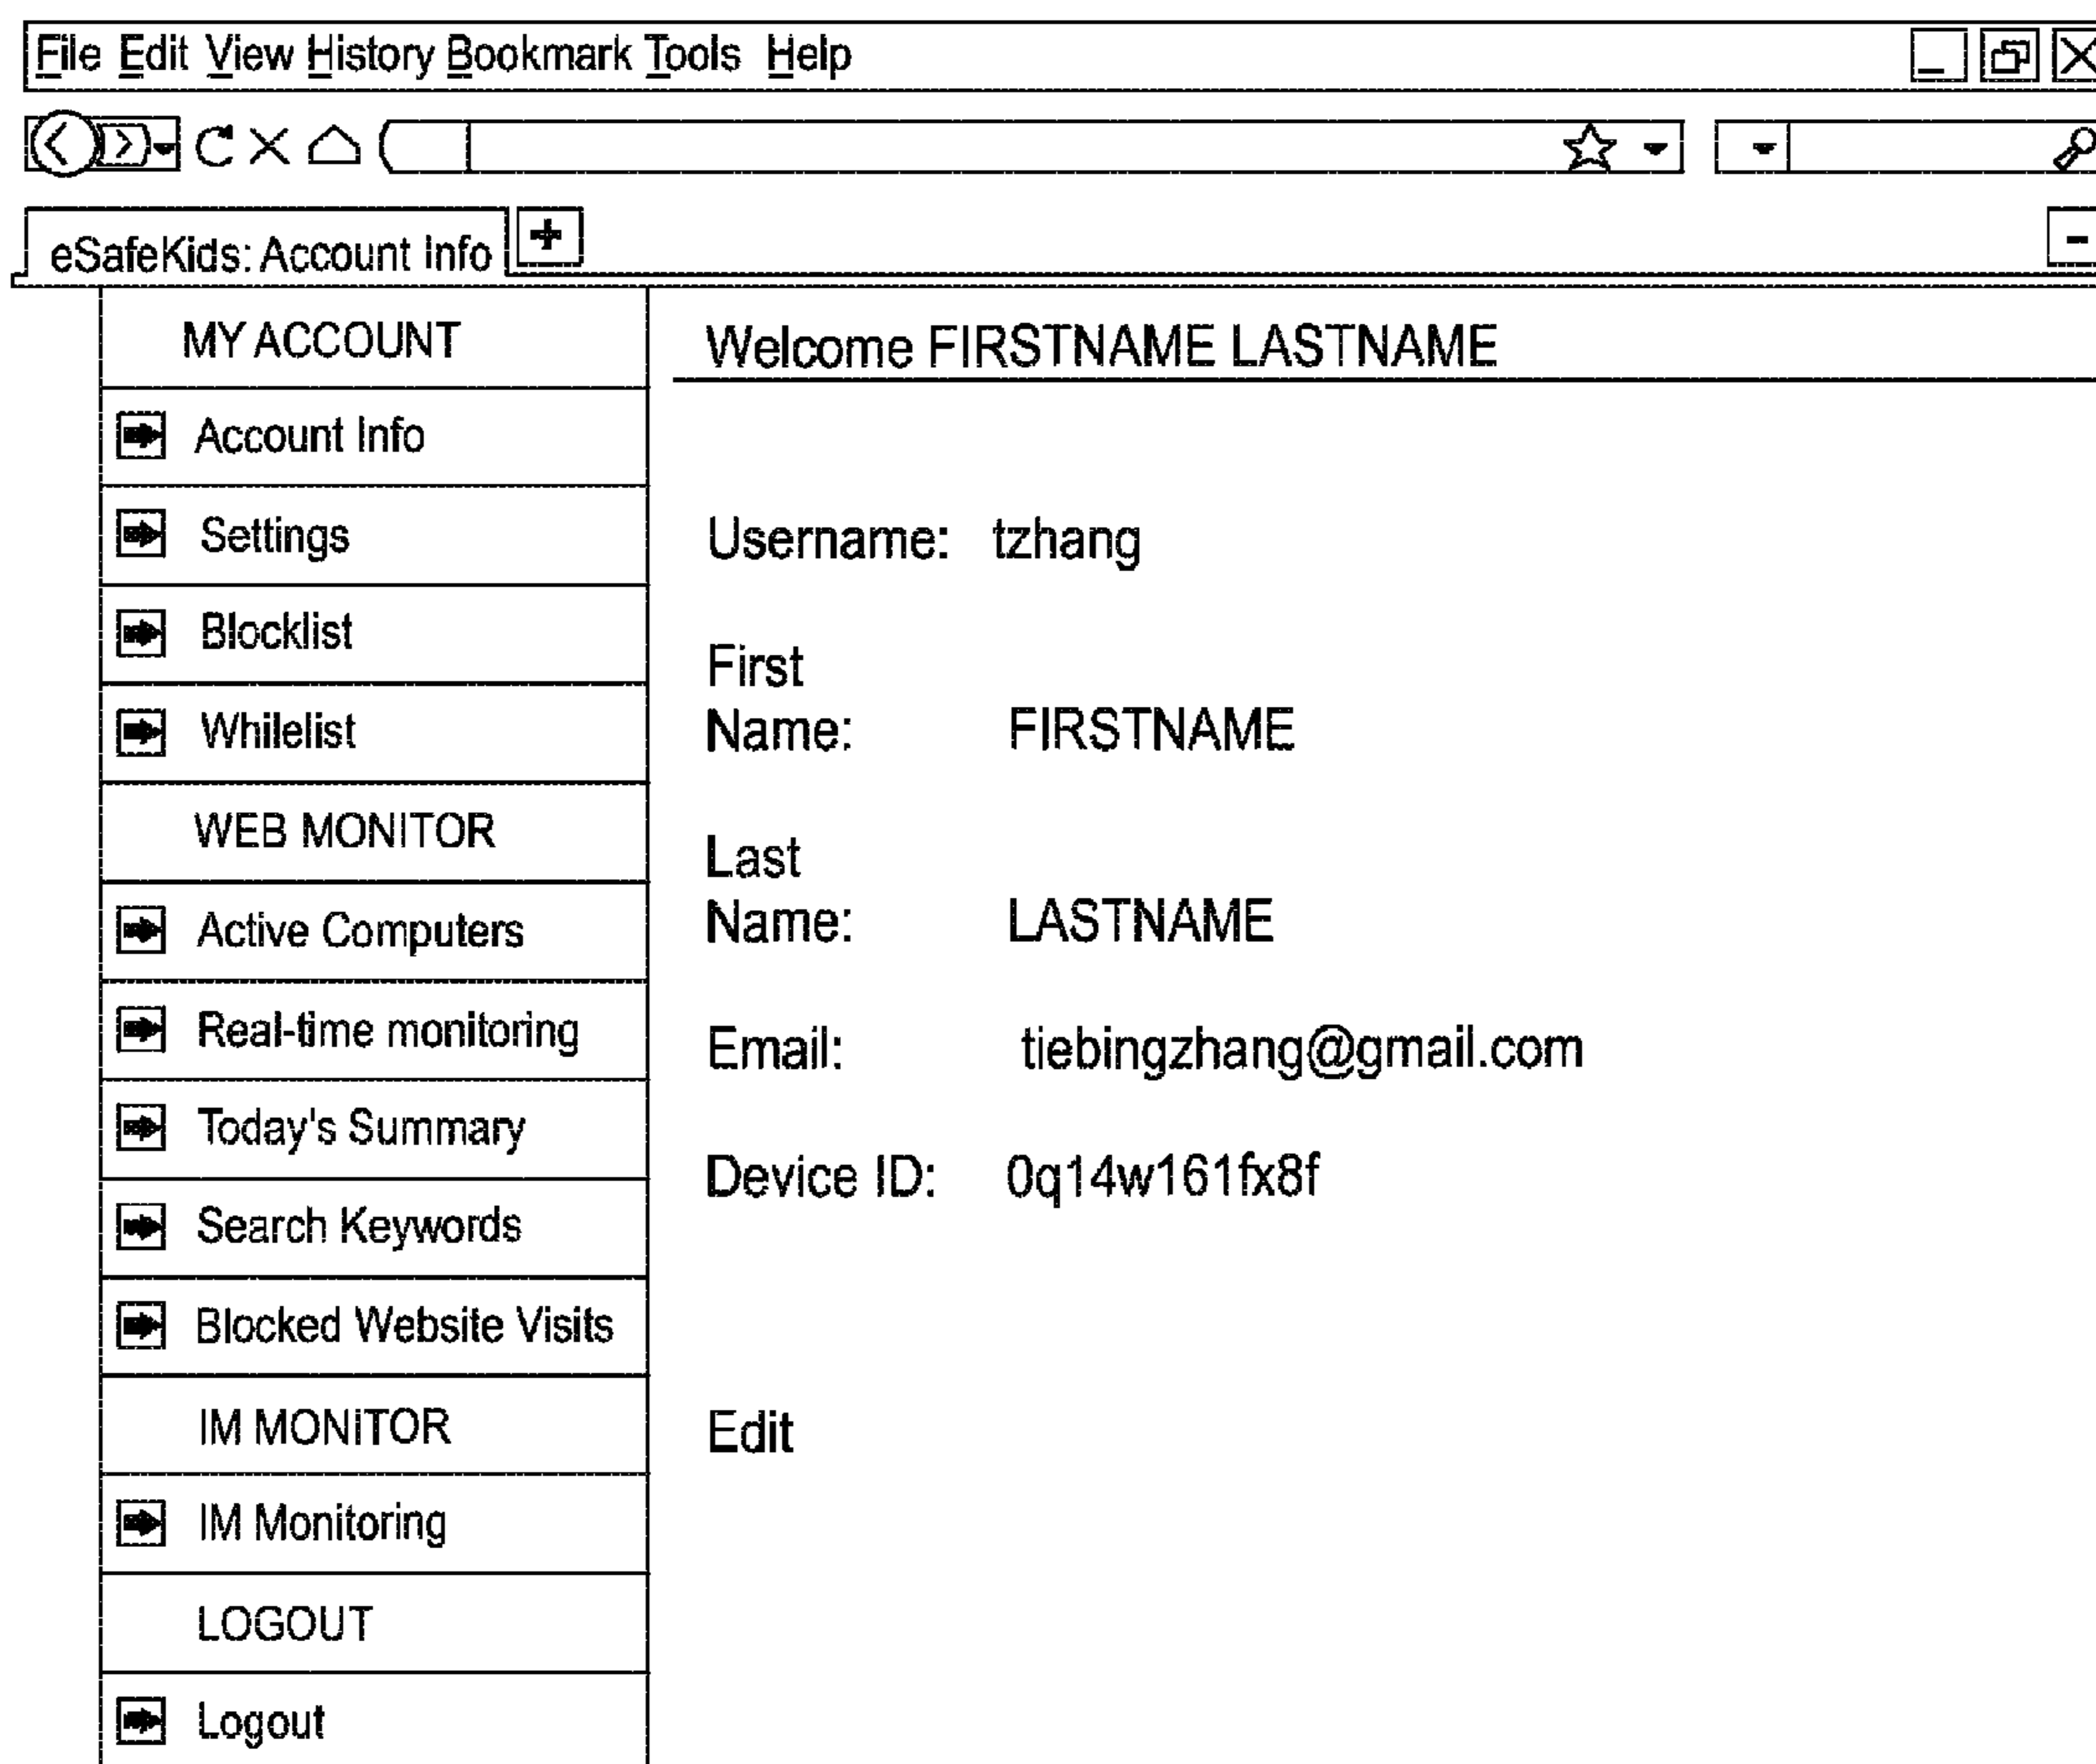 File Edit View History Bookmark Tools Help
eSafeKids: Account Info
MY ACCOUNT
Account Info
Settings
Blocklist
Whilelist
WEB MONITOR
Active Computers
Real-time monitoring
Today's Summary
Search Keywords
Blocked Website Visits
IM MONITOR
IM Monitoring
LOGOUT
Logout
Welcome FIRSTNAME LASTNAME
Username: tzhang
First
Name: FIRSTNAME
Last
Name: LASTNAME
Email: tiebingzhang@gmail.com
Device ID: 0q14w161fx8f
Edit